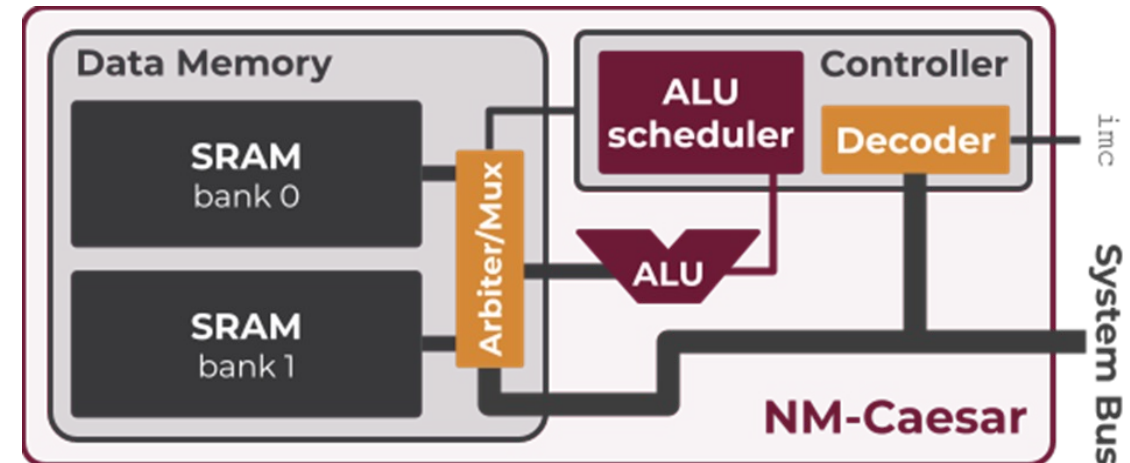 Data Memory
SRAM
bank 0
SRAM
bank 1
Arbiter/Mux
ALU
scheduler
Controller
Decoder
ALU
NM-Caesar
imc
System Bus